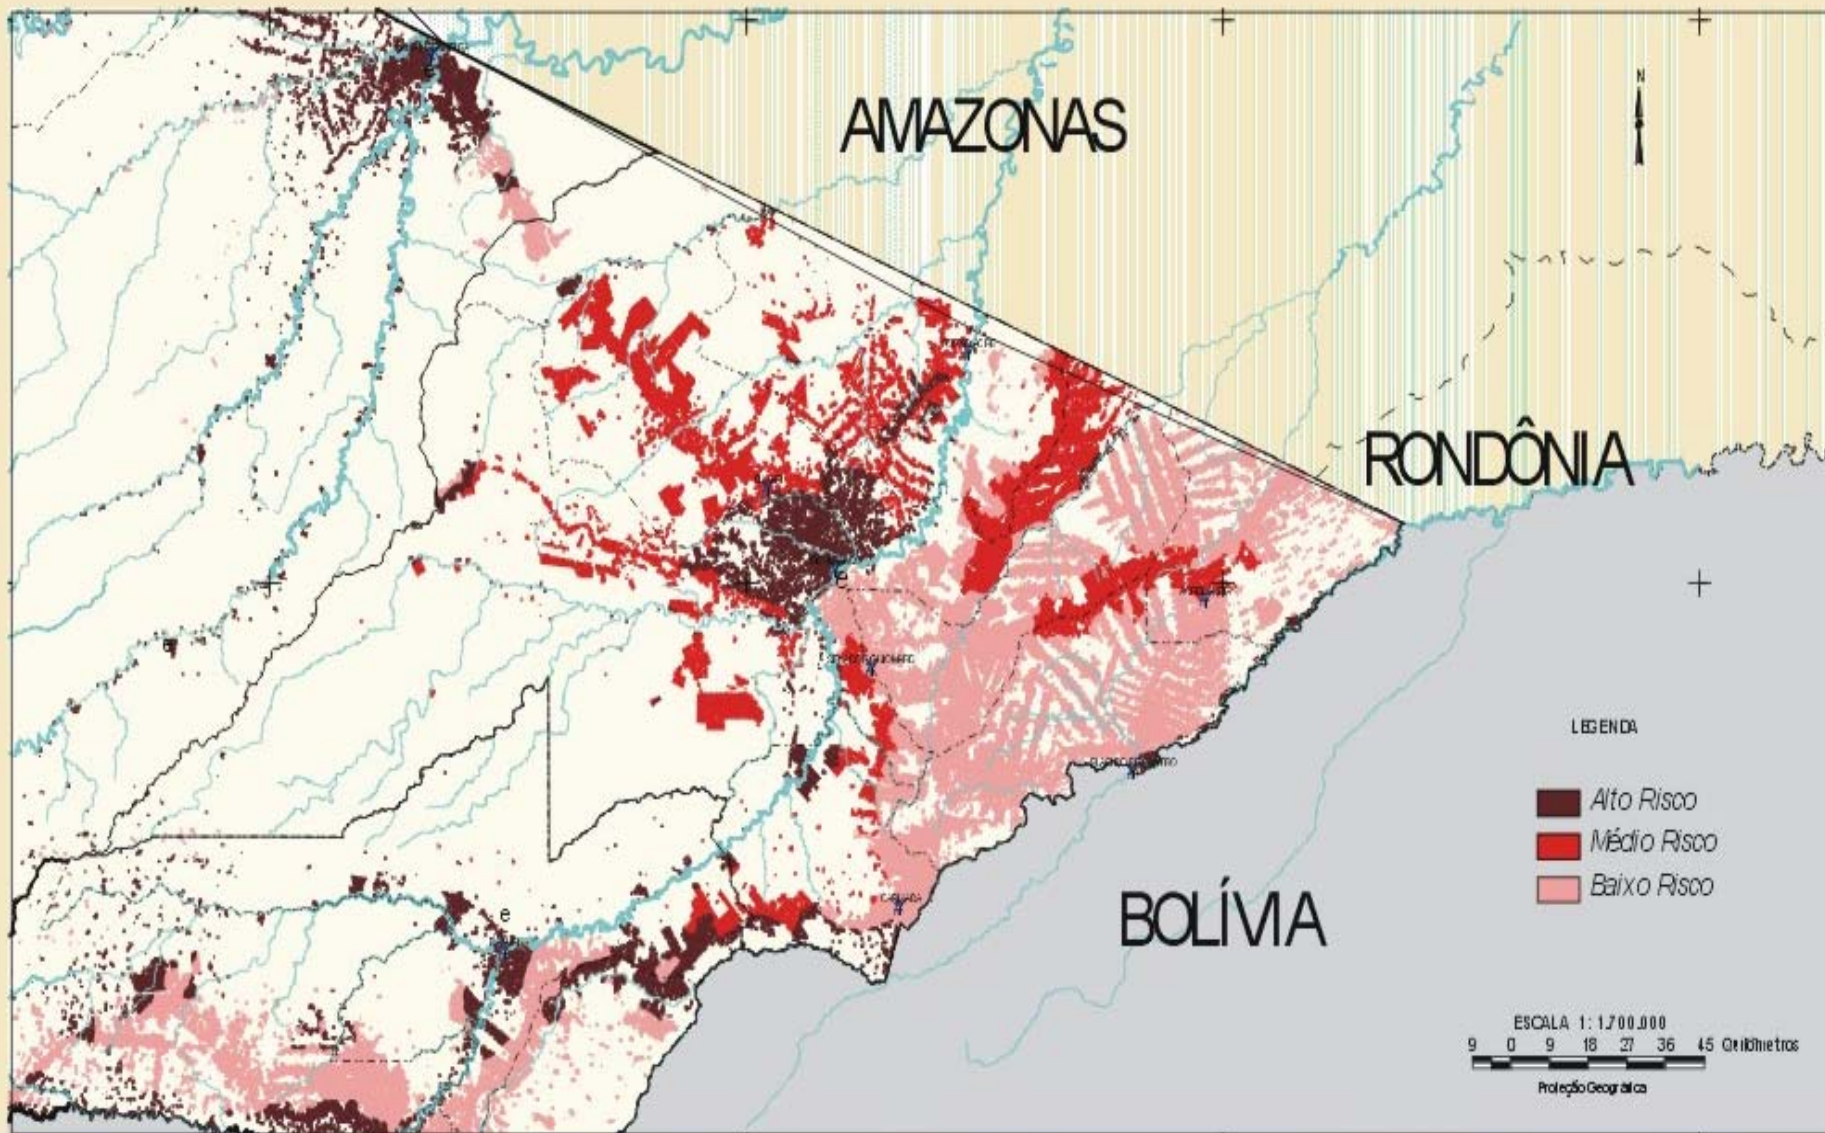 N
AMAZONAS
RONDÔNIA
BOLÍVIA
LEGENDA
Alto Risco
Médio Risco
Baixo Risco
ESCALA 1: 1.700.000
9 0 9 18 27 36 45 Quilômetros
Projeção Geográfica
e
e
e
e